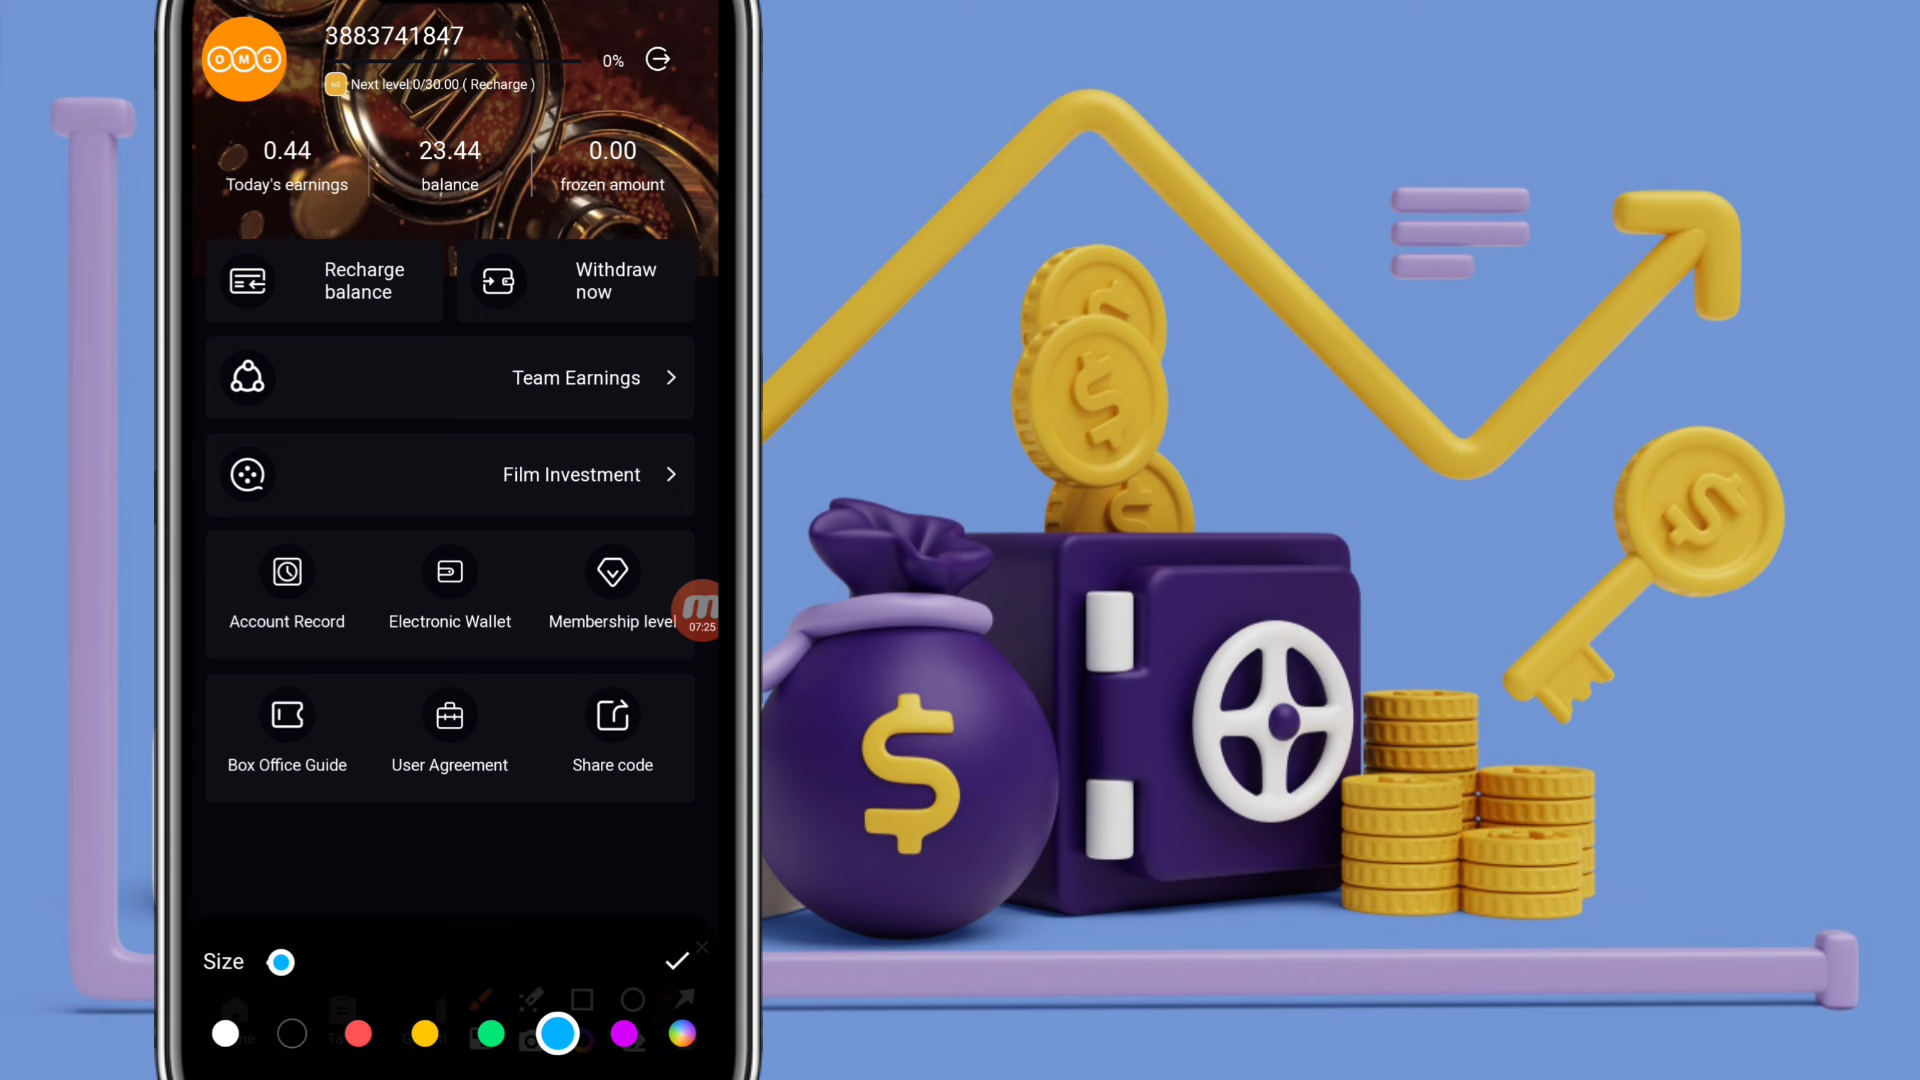 OMG
3883741847
0%
Next level:0/30.00 ( Recharge )
0.44
23.44
0.00
Today's earnings
balance
frozen amount
Recharge
balance
Withdraw
now
Team Earnings
Film Investment
Account Record
Electronic Wallet
Membership level
07:25
Box Office Guide
User Agreement
Share code
Size